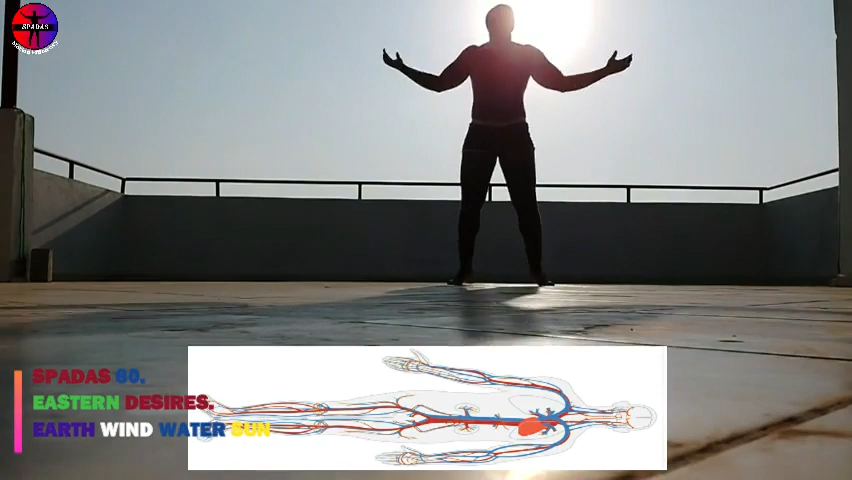 SPADAS
SPADAS 60.
EASTERN DESIRES.
EARTH WIND WATER SUN